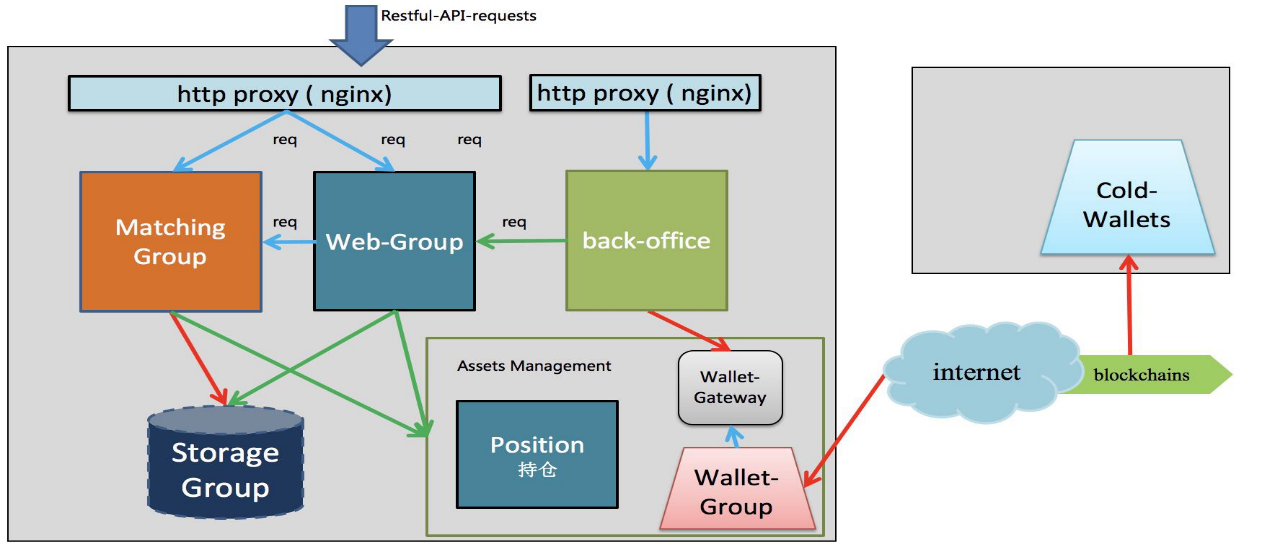 Restful-API-requests
http proxy ( nginx)
http proxy ( nginx)
req
req
req
Matching
Group
req
Web-Group
req
back-office
Cold-
Wallets
Assets Management
Wallet-
Gateway
internet
blockchains
Storage
Group
Position
持仓
Wallet-
Group